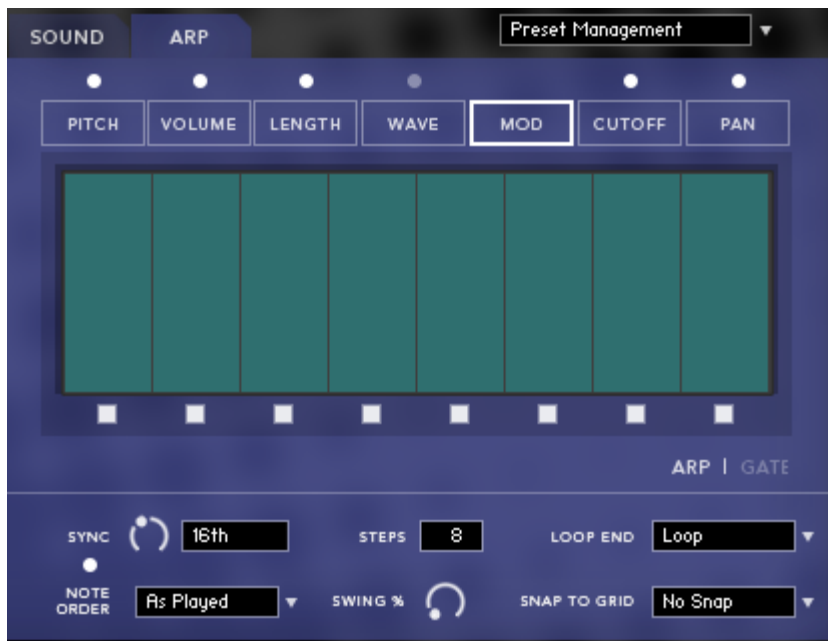 SOUND ARP Preset Management
PITCH VOLUME LENGTH WAVE MOD CUTOFF PAN
ARP | GATE
SYNC 16th STEPS 8 LOOP END Loop
NOTE ORDER As Played SWING % SNAP TO GRID No Snap